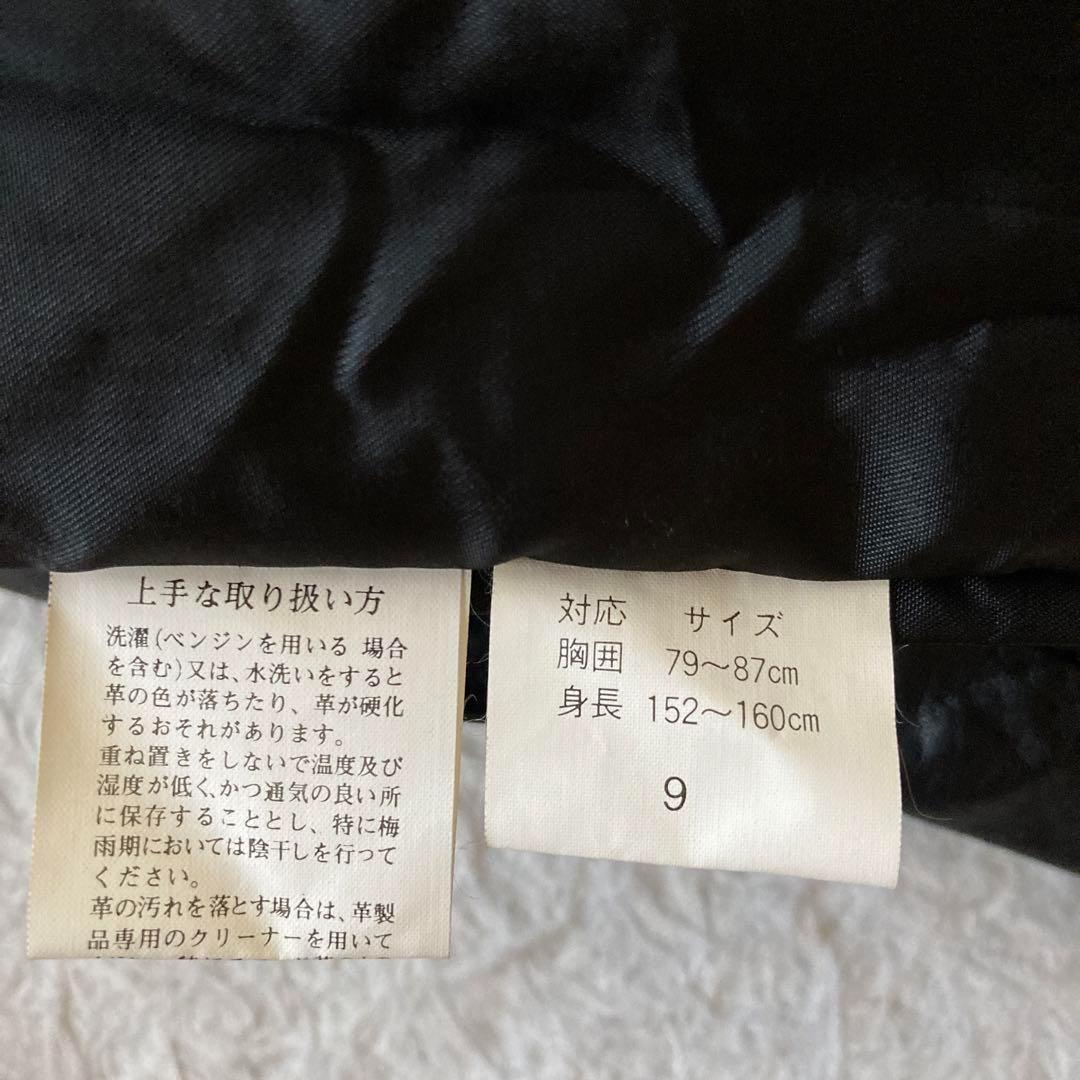 上手な取り扱い方
洗濯(ベンジンを用いる 場合
を含む)又は、水洗いをすると
革の色が落ちたり、革が硬化
するおそれがあります。
重ね置きをしないで温度及び
湿度が低く、かつ通気の良い所
に保存することとし、特に梅
雨期においては陰干しを行って
ください。
革の汚れを落とす場合は、革製
品専用のクリーナーを用いて
対応 サイズ
胸囲 79～87cm
身長 152～160cm
9